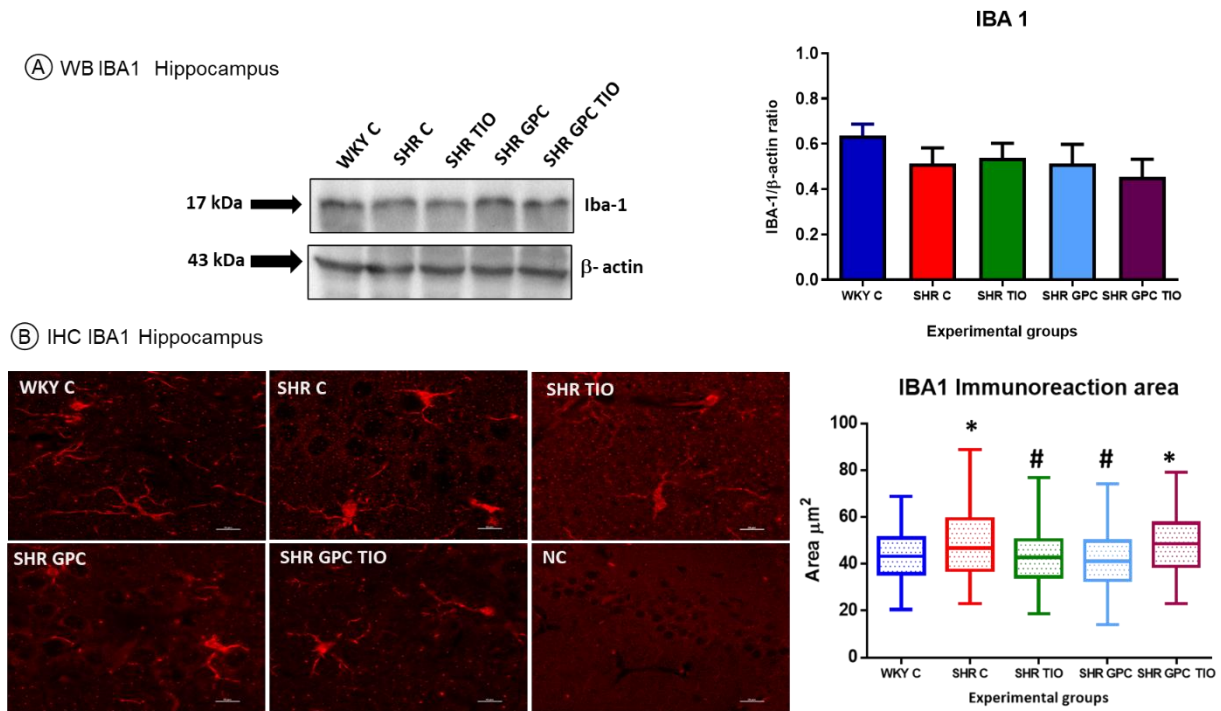 Ⓐ WB IBA1 Hippocampus
WKY C
SHR C
SHR TIO
SHR GPC
SHR GPC TIO
17 kDa
Iba-1
43 kDa
β- actin
IBA 1
IBA-1/β-actin ratio
1.0
0.8
0.6
0.4
0.2
0.0
WKY C SHR C SHR TIO SHR GPC SHR GPC TIO
Experimental groups
Ⓑ IHC IBA1 Hippocampus
WKY C
SHR C
SHR TIO
SHR GPC
SHR GPC TIO
NC
IBA1 Immunoreaction area
Area μm²
100
80
60
40
20
0
* # # *
WKY C SHR C SHR TIO SHR GPC SHR GPC TIO
Experimental groups